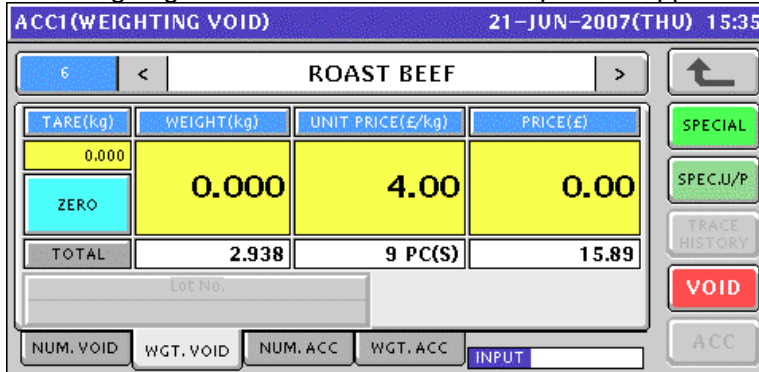 ACC1(WEIGHTING VOID) 21-JUN-2007(THU) 15:35
6 < ROAST BEEF >
TARE(kg) WEIGHT(kg) UNIT PRICE(£/kg) PRICE(£) SPECIAL
0.000
ZERO 0.000 4.00 0.00 SPEC.U/P
TRACE
HISTORY
TOTAL 2.938 9 PC(S) 15.89
Lot No. VOID
NUM. VOID WGT. VOID NUM. ACC WGT. ACC INPUT ACC